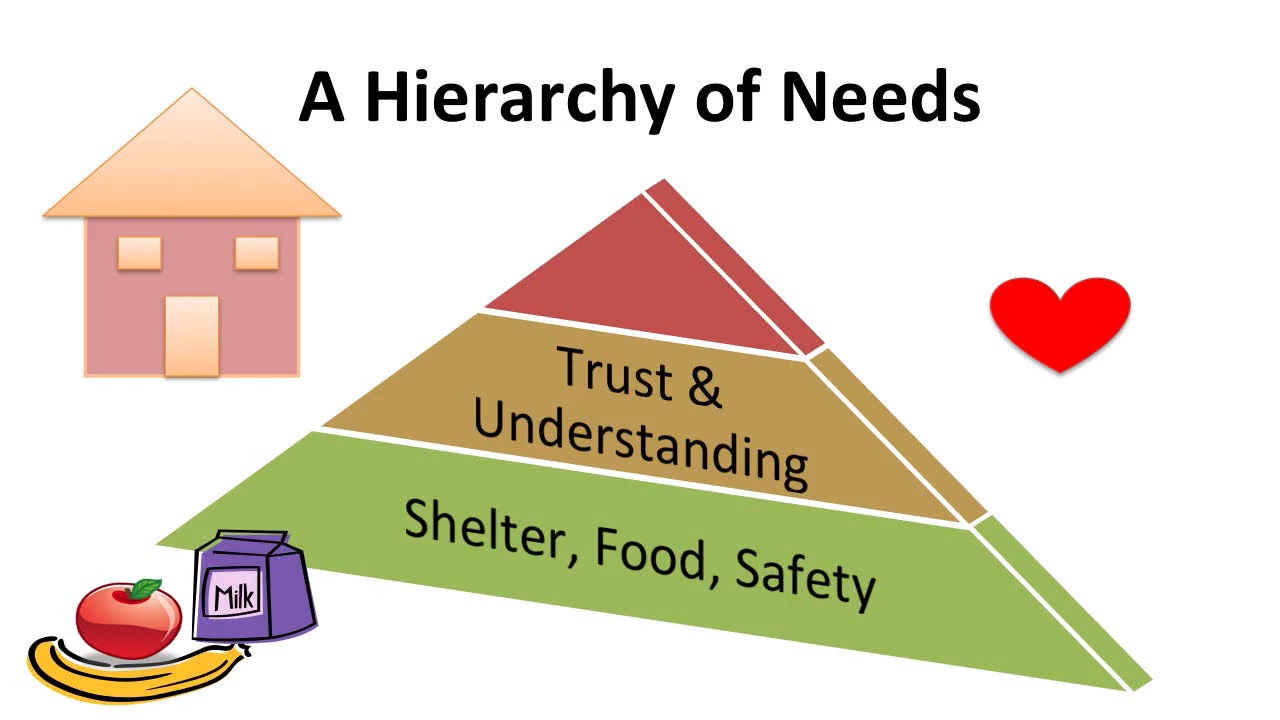 A Hierarchy of Needs
Trust &
Understanding
Shelter, Food, Safety
Milk